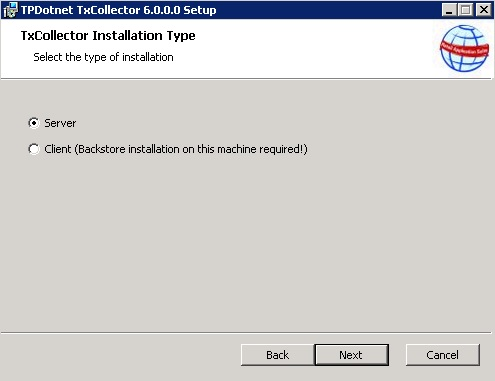 TPDotnet TxCollector 6.0.0.0 Setup
TxCollector Installation Type
Select the type of installation
Server
Client (Backstore installation on this machine required!)
Back
Next
Cancel